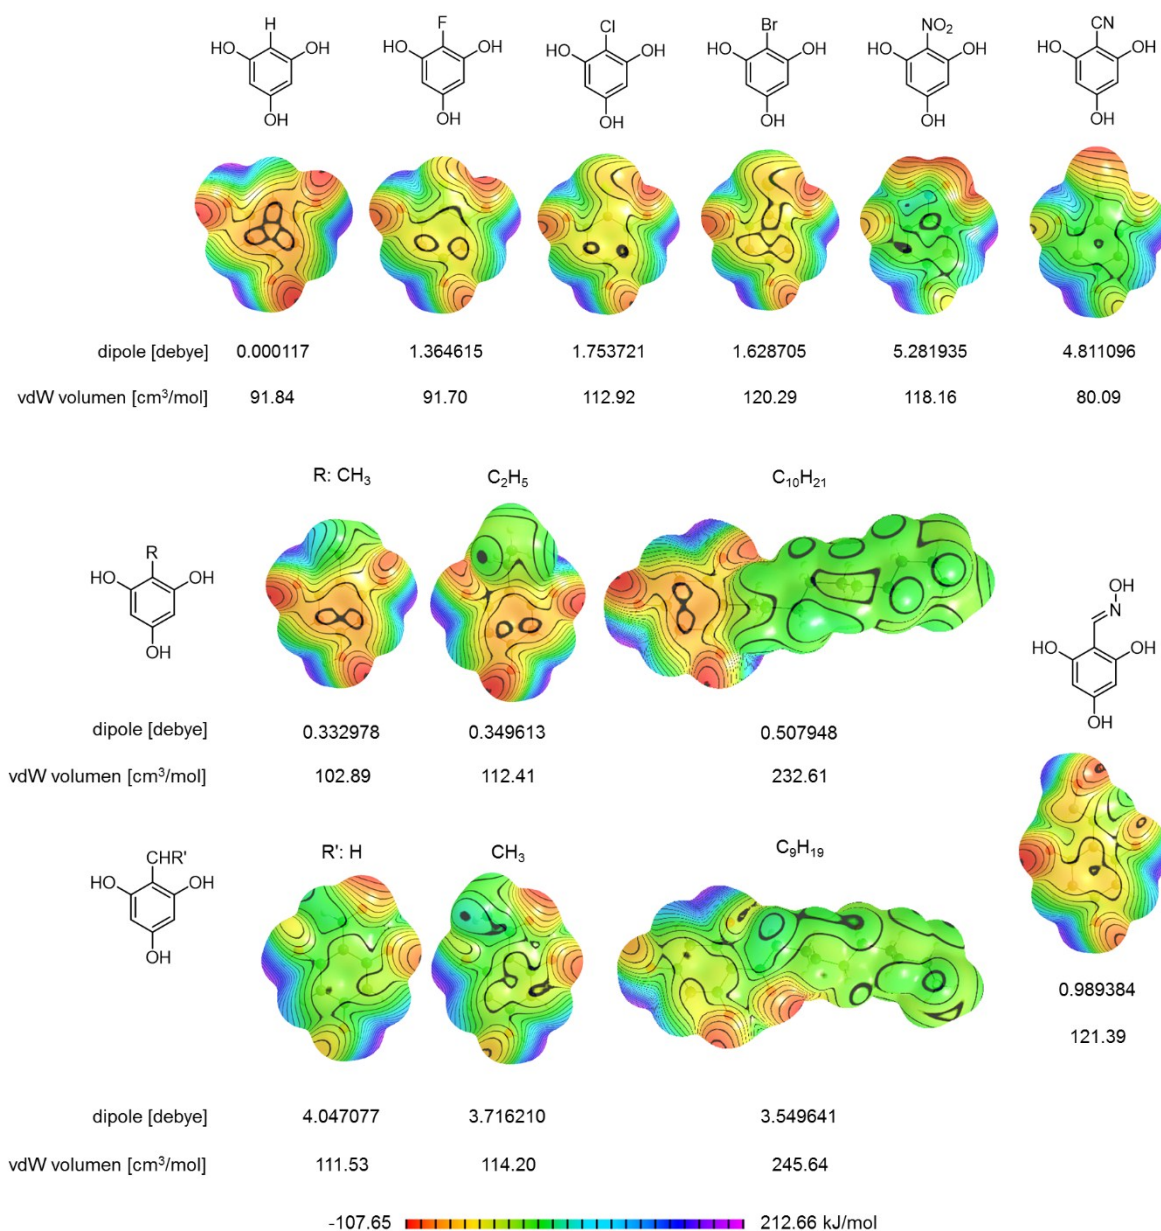 H F Cl Br NO2 CN
HO OH HO OH HO OH HO OH HO OH HO OH
OH OH OH OH OH OH
dipole [debye] 0.000117 1.364615 1.753721 1.628705 5.281935 4.811096
vdW volumen [cm3/mol] 91.84 91.70 112.92 120.29 118.16 80.09
R: CH3 C2H5 C10H21
R
HO OH
OH
OH
N
HO OH
OH
dipole [debye] 0.332978 0.349613 0.507948
vdW volumen [cm3/mol] 102.89 112.41 232.61
R': H CH3 C9H19
CHR'
HO OH
OH
0.989384
121.39
dipole [debye] 4.047077 3.716210 3.549641
vdW volumen [cm3/mol] 111.53 114.20 245.64
-107.65 212.66 kJ/mol